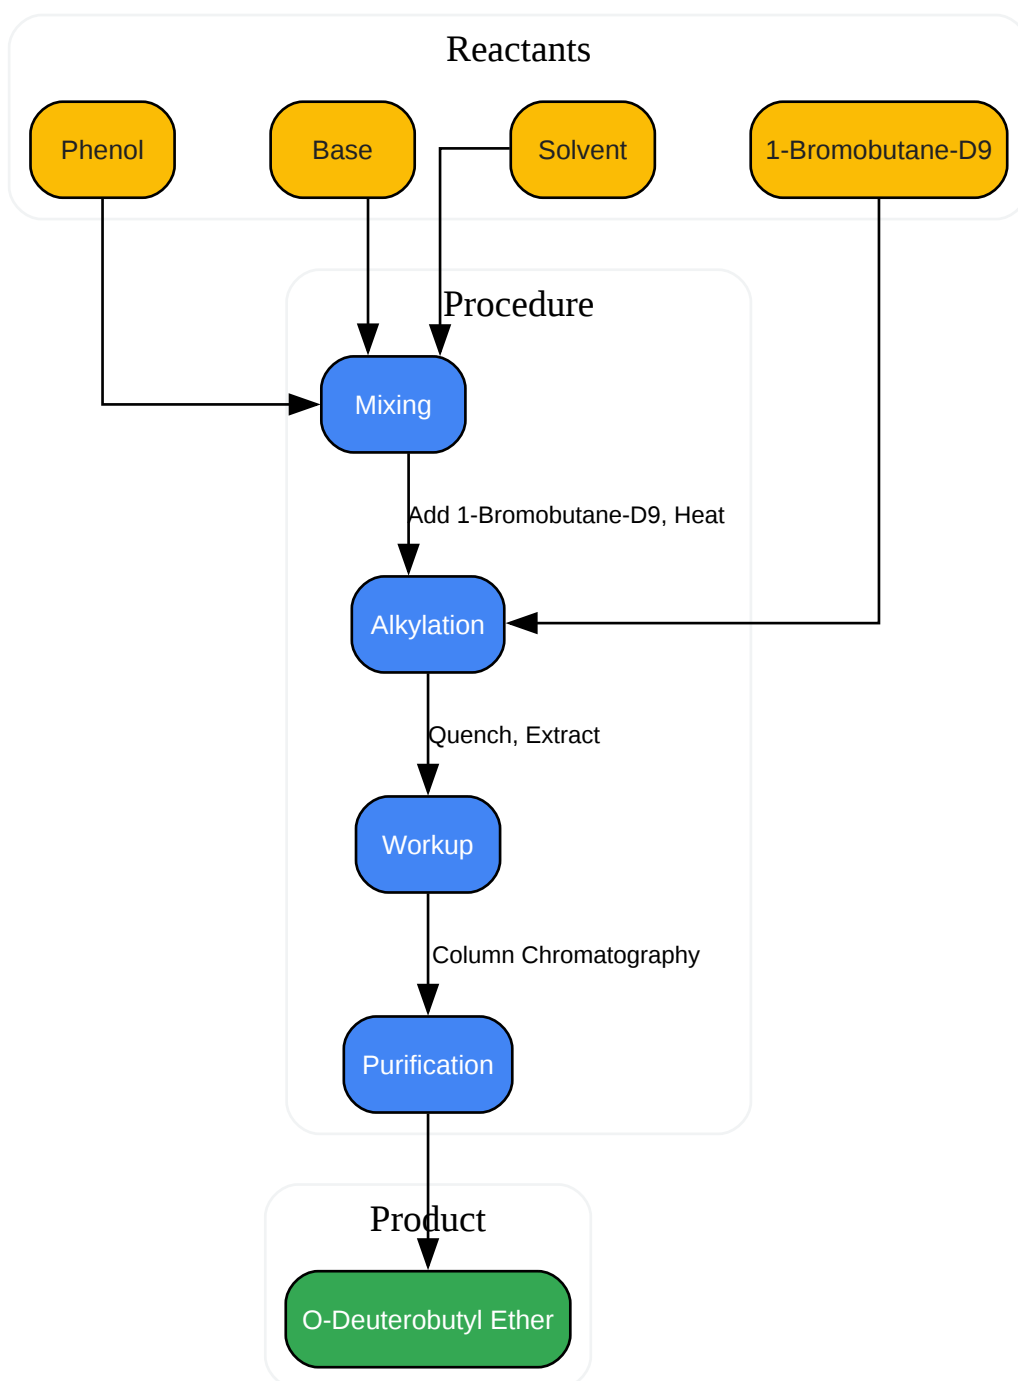 Reactants
Phenol
Base
Solvent
1-Bromobutane-D9
Procedure
Mixing
Add 1-Bromobutane-D9, Heat
Alkylation
Quench, Extract
Workup
Column Chromatography
Purification
Product
O-Deuterobutyl Ether